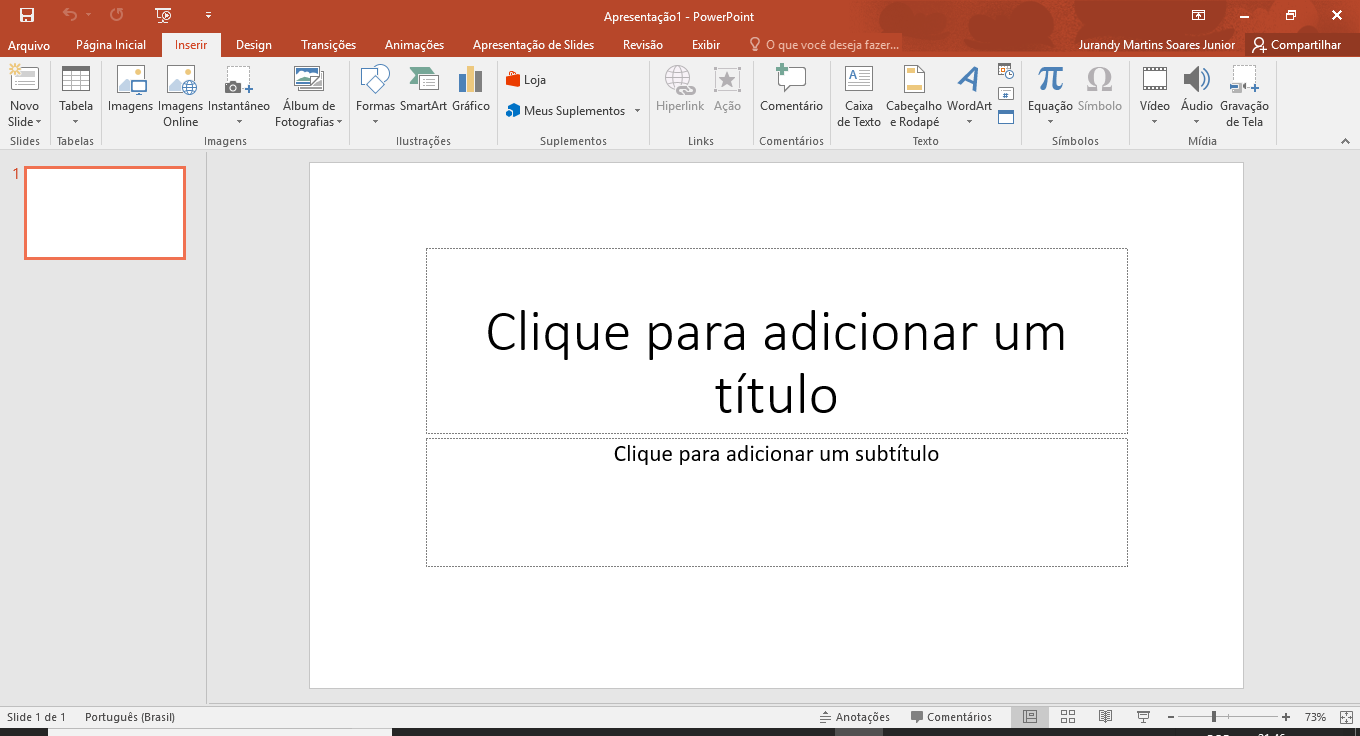 Apresentação1 - PowerPoint
Arquivo Página Inicial Inserir Design Transições Animações Apresentação de Slides Revisão Exibir O que você deseja fazer... Jurandy Martins Soares Junior Compartilhar
Novo Slide
Tabela
Imagens
Imagens Online
Instantâneo
Álbum de Fotografias
Formas
SmartArt
Gráfico
Loja
Meus Suplementos
Hiperlink
Ação
Comentário
Caixa de Texto
Cabeçalho e Rodapé
WordArt
Equação
Símbolo
Vídeo
Áudio
Gravação de Tela
Slides Tabelas Imagens Ilustrações Suplementos Links Comentários Texto Símbolos Mídia
1
Clique para adicionar um
título
Clique para adicionar um subtítulo
Slide 1 de 1 Português (Brasil) Anotações Comentários 73%